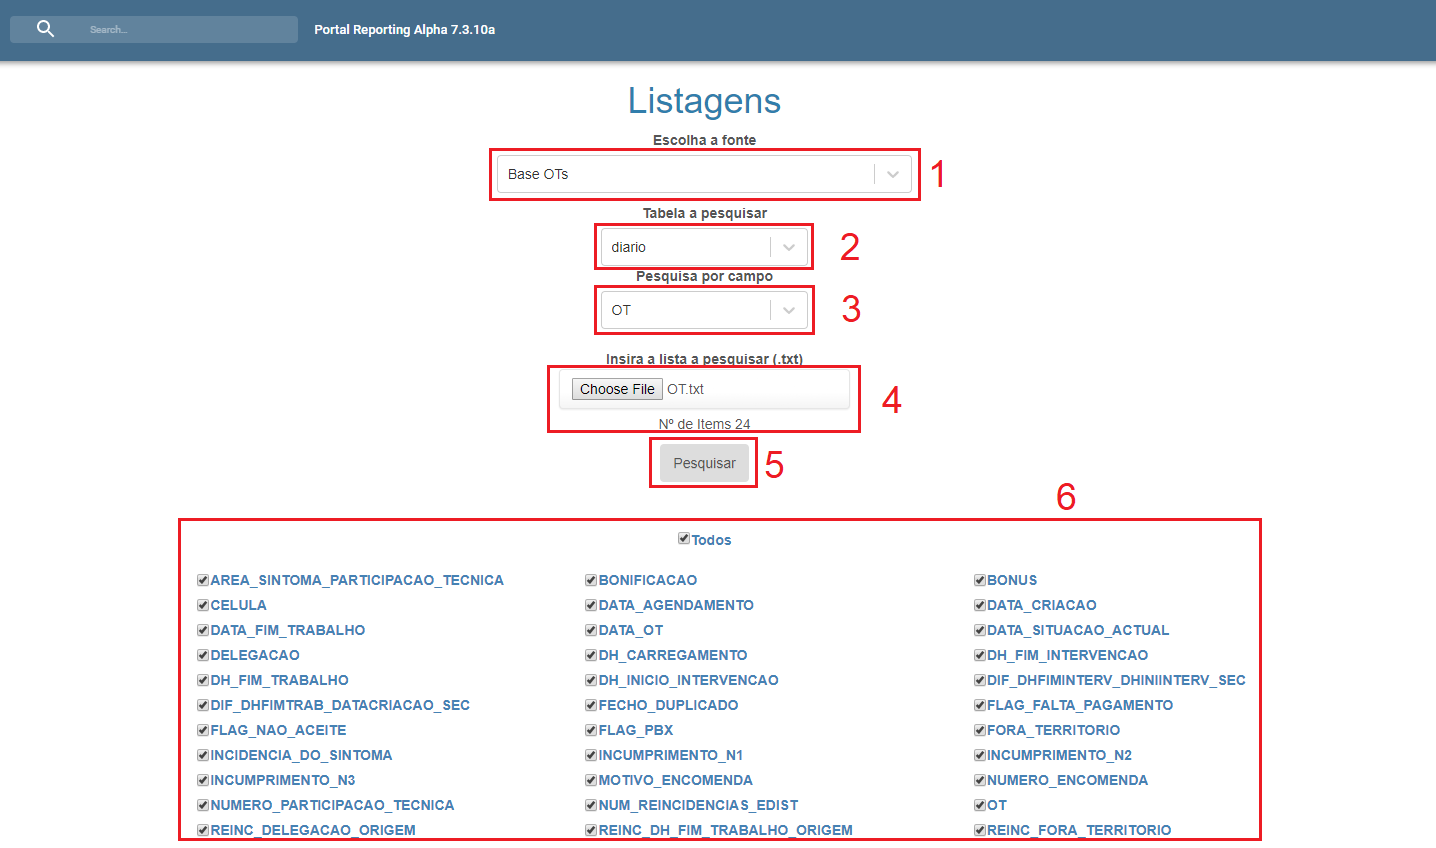 Search...
Portal Reporting Alpha 7.3.10a
Listagens
Escolha a fonte
Base OTs
1
Tabela a pesquisar
diario
2
Pesquisa por campo
OT
3
Insira a lista a pesquisar (.txt)
Choose File OT.txt
4
Nº de Items 24
Pesquisar
5
6
Todos
AREA_SINTOMA_PARTICIPACAO_TECNICA BONIFICACAO BONUS
CELULA DATA_AGENDAMENTO DATA_CRIACAO
DATA_FIM_TRABALHO DATA_OT DATA_SITUACAO_ACTUAL
DELEGACAO DH_CARREGAMENTO DH_FIM_INTERVENCAO
DH_FIM_TRABALHO DH_INICIO_INTERVENCAO DIF_DHFIMINTERV_DHINIINTERV_SEC
DIF_DHFIMTRAB_DATACRIACAO_SEC FECHO_DUPLICADO FLAG_FALTA_PAGAMENTO
FLAG_NAO_ACEITE FLAG_PBX FORA_TERRITORIO
INCIDENCIA_DO_SINTOMA INCUMPRIMENTO_N1 INCUMPRIMENTO_N2
INCUMPRIMENTO_N3 MOTIVO_ENCOMENDA NUMERO_ENCOMENDA
NUMERO_PARTICIPACAO_TECNICA NUM_REINCIDENCIAS_EDIST OT
REINC_DELEGACAO_ORIGEM REINC_DH_FIM_TRABALHO_ORIGEM REINC_FORA_TERRITORIO